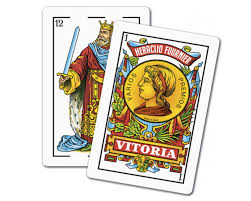 12
HERACLIO FOURNIER
VARIOS PREMIOS
VITORIA